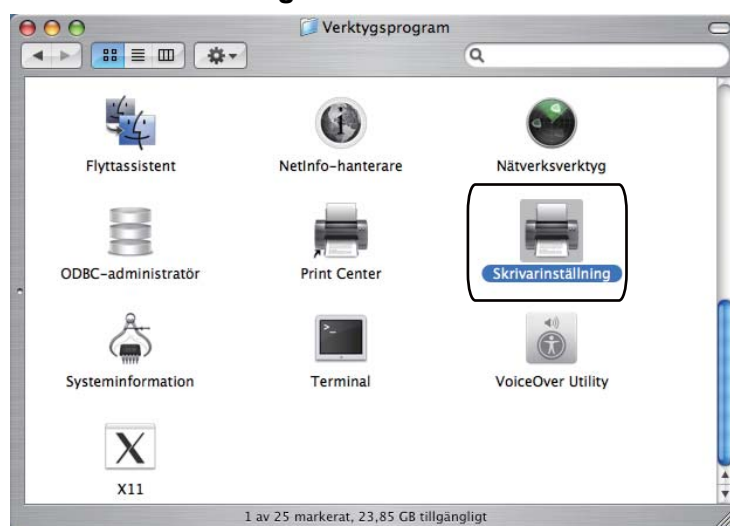 Verktygsprogram
Flyttassistent
NetInfo-hanterare
Nätverksverktyg
ODBC-administratör
Print Center
Skrivarinställning
Systeminformation
Terminal
VoiceOver Utility
X11
1 av 25 markerat, 23,85 GB tillgängligt